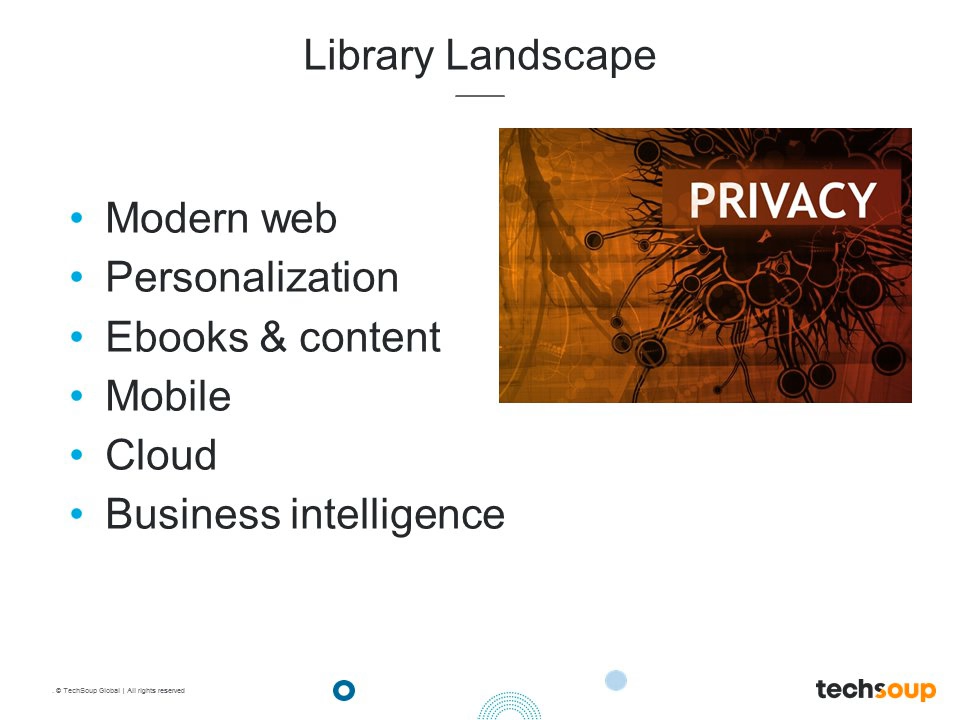 Library Landscape
PRIVACY
• Modern web
• Personalization
• Ebooks & content
• Mobile
• Cloud
• Business intelligence
. © TechSoup Global | All rights reserved
techsoup